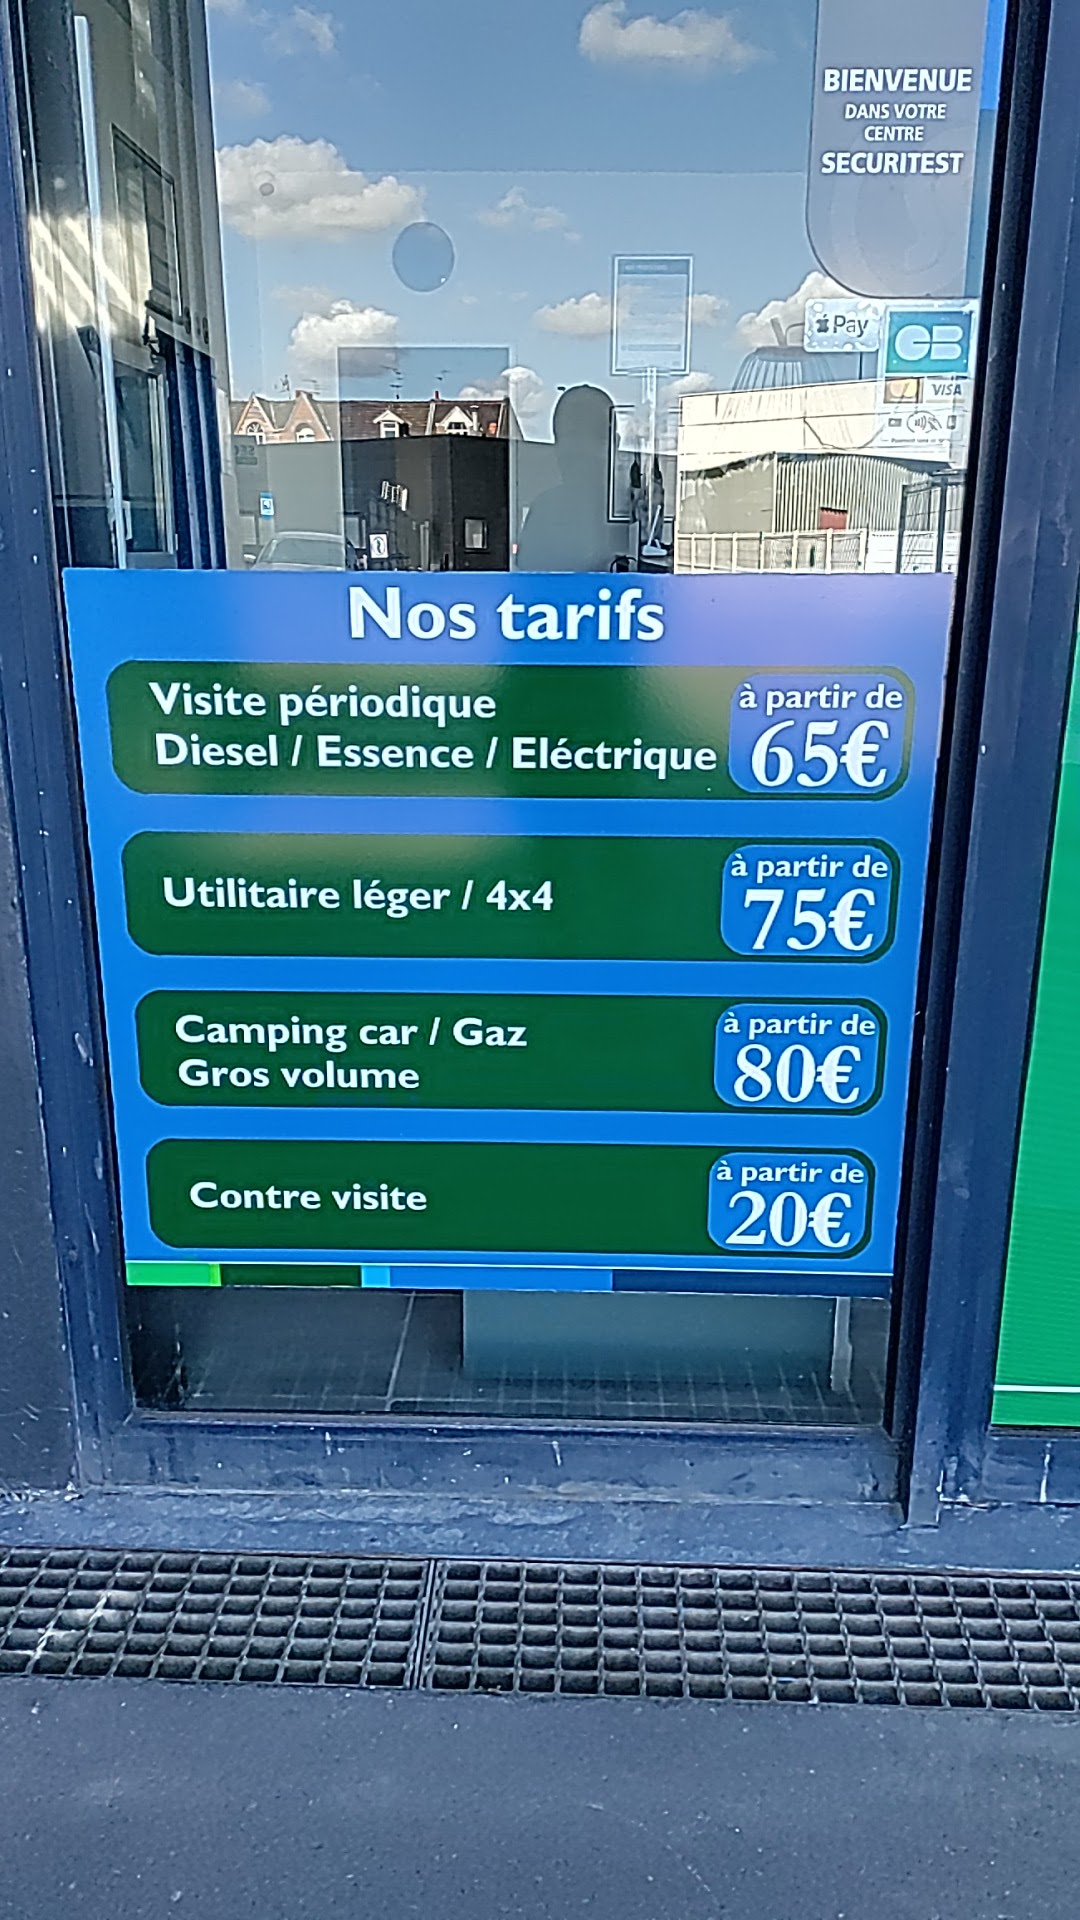 BIENVENUE
DANS VOTRE
CENTRE
SECURITEST
Pay
CB
VISA
Nos tarifs
Visite périodique
Diesel / Essence / Eléctrique
à partir de
65€
Utilitaire léger / 4x4
à partir de
75€
Camping car / Gaz
Gros volume
à partir de
80€
Contre visite
à partir de
20€